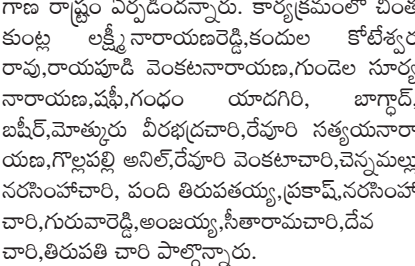 గాణ రాష్ట్రం ఏర్పడిందన్నారు. కార్యక్రమంలో చింత
కుంట్ల లక్ష్మీనారాయణరెడ్డి,కందుల కోటేశ్వర
రావు,రాయపూడి వెంకటనారాయణ,గుండెల సూర్య
నారాయణ,షఫీ,గంధం యాదగిరి, బాగ్ధాద్,
బషీర్,మోత్కురు వీరభద్రచారి,రేవూరి సత్యయనారా
యణ,గొల్లపల్లి అనిల్,రేవూరి వెంకటాచారి,చెన్నమల్లు
నరసింహాచారి, పంది తిరుపతయ్య,ప్రకాష్,నరసింహా
చారి,గురువారెడ్డి,అంజయ్య,సీతారామచారి,దేవ
చారి,తిరుపతి చారి పాల్గొన్నారు.